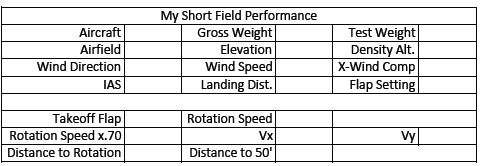 My Short Field Performance
Aircraft Gross Weight Test Weight
Airfield Elevation Density Alt.
Wind Direction Wind Speed X-Wind Comp
IAS Landing Dist. Flap Setting
Takeoff Flap Rotation Speed
Rotation Speed x.70 Vx Vy
Distance to Rotation Distance to 50'